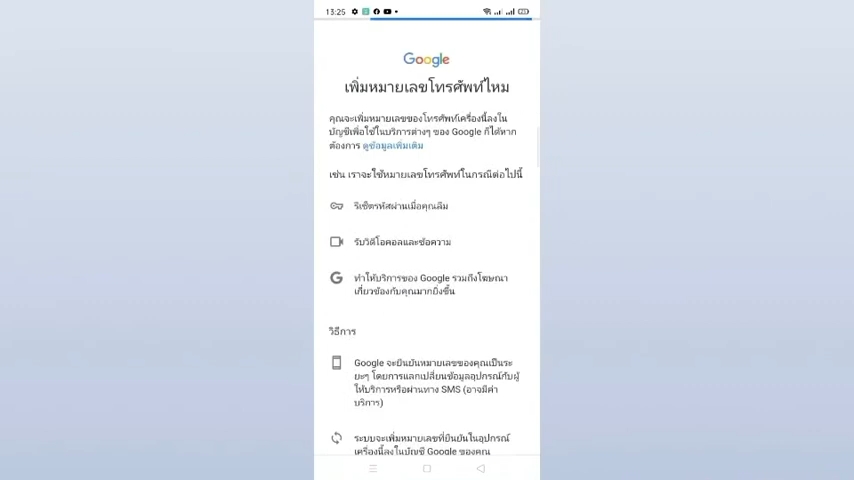 13:25
Google
เพิ่มหมายเลขโทรศัพท์ไหม
คุณจะเพิ่มหมายเลขของโทรศัพท์เครื่องนี้ลงใน
บัญชีเพื่อใช้ในบริการต่างๆ ของ Google ก็ได้หาก
ต้องการ ดูข้อมูลเพิ่มเติม
เช่น เราจะใช้หมายเลขโทรศัพท์ในกรณีต่อไปนี้
รีเซ็ตรหัสผ่านเมื่อคุณลืม
รับวิดีโอคอลและข้อความ
ทำให้บริการของ Google รวมถึงโฆษณา
เกี่ยวข้องกับคุณมากยิ่งขึ้น
วิธีการ
Google จะยืนยันหมายเลขของคุณเป็นระ
ยะๆ โดยการแลกเปลี่ยนข้อมูลอุปกรณ์กับผู้
ให้บริการหรือผ่านทาง SMS (อาจมีค่า
บริการ)
ระบบจะเพิ่มหมายเลขที่ยืนยันในอุปกรณ์
เครื่องนี้ลงในบัญชี Google ของคุณ